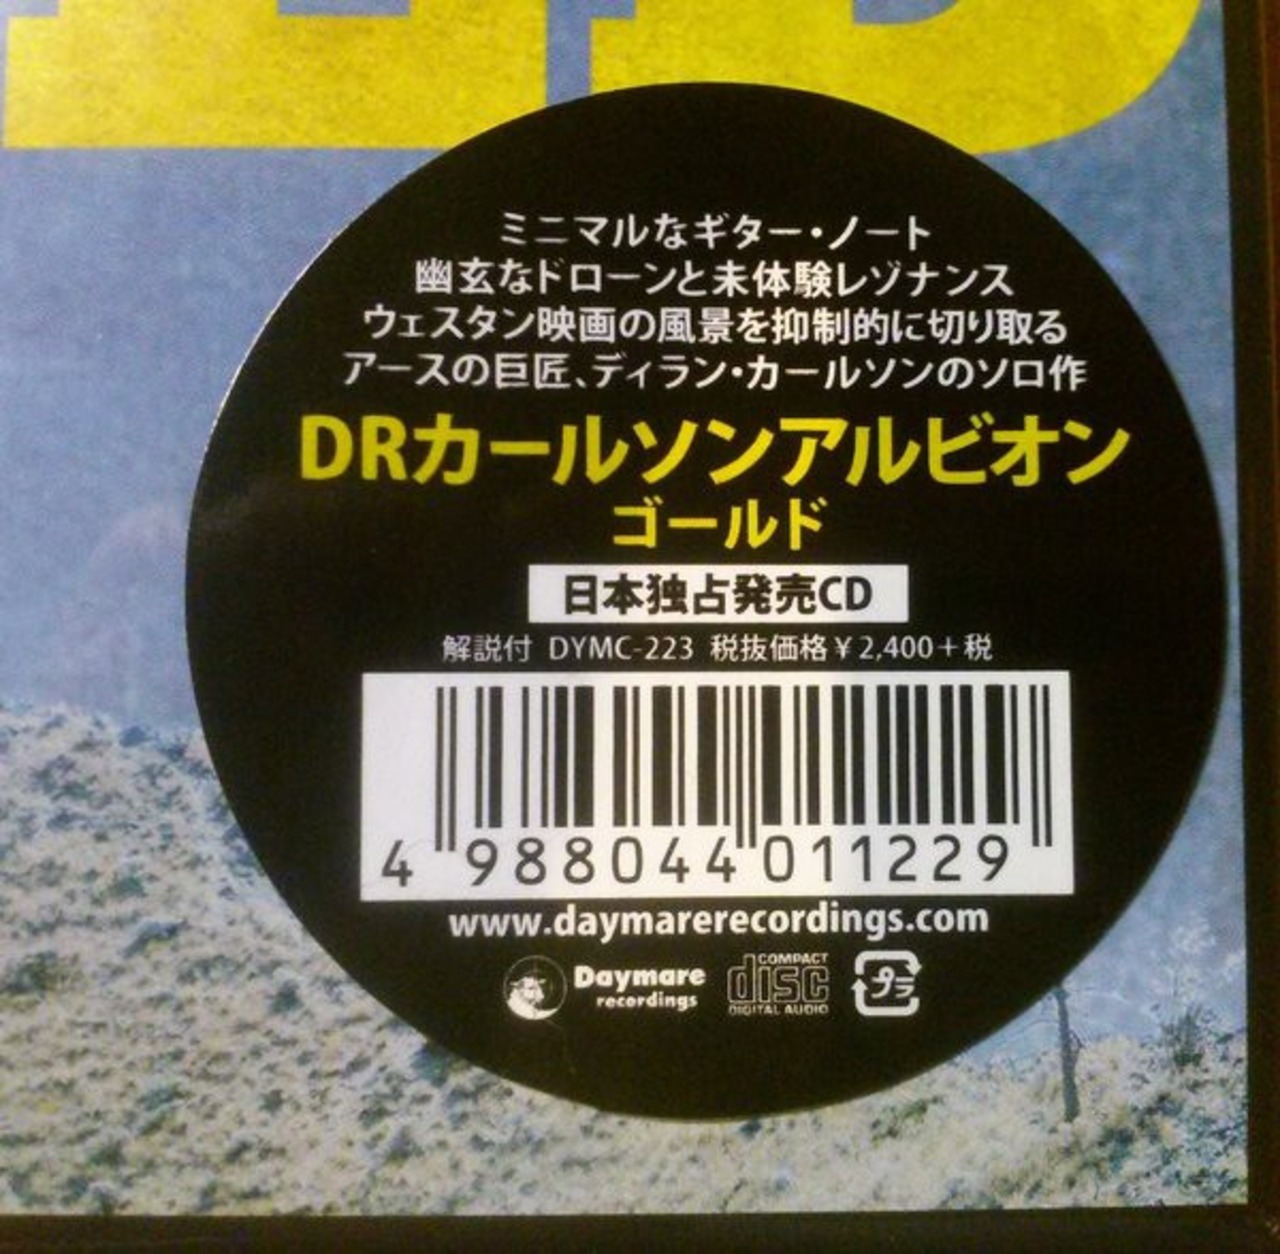 ミニマルなギター・ノート
幽玄なドローンと未体験レゾナンス
ウェスタン映画の風景を抑制的に切り取る
アースの巨匠、ディラン・カールソンのソロ作
DRカールソンアルビオン
ゴールド
日本独占発売CD
解説付 DYMC-223 税抜価格￥2,400＋税
4 988044 011229
www.daymarerecordings.com
Daymare
recordings
COMPACT
disc
DIGITAL AUDIO
プラ